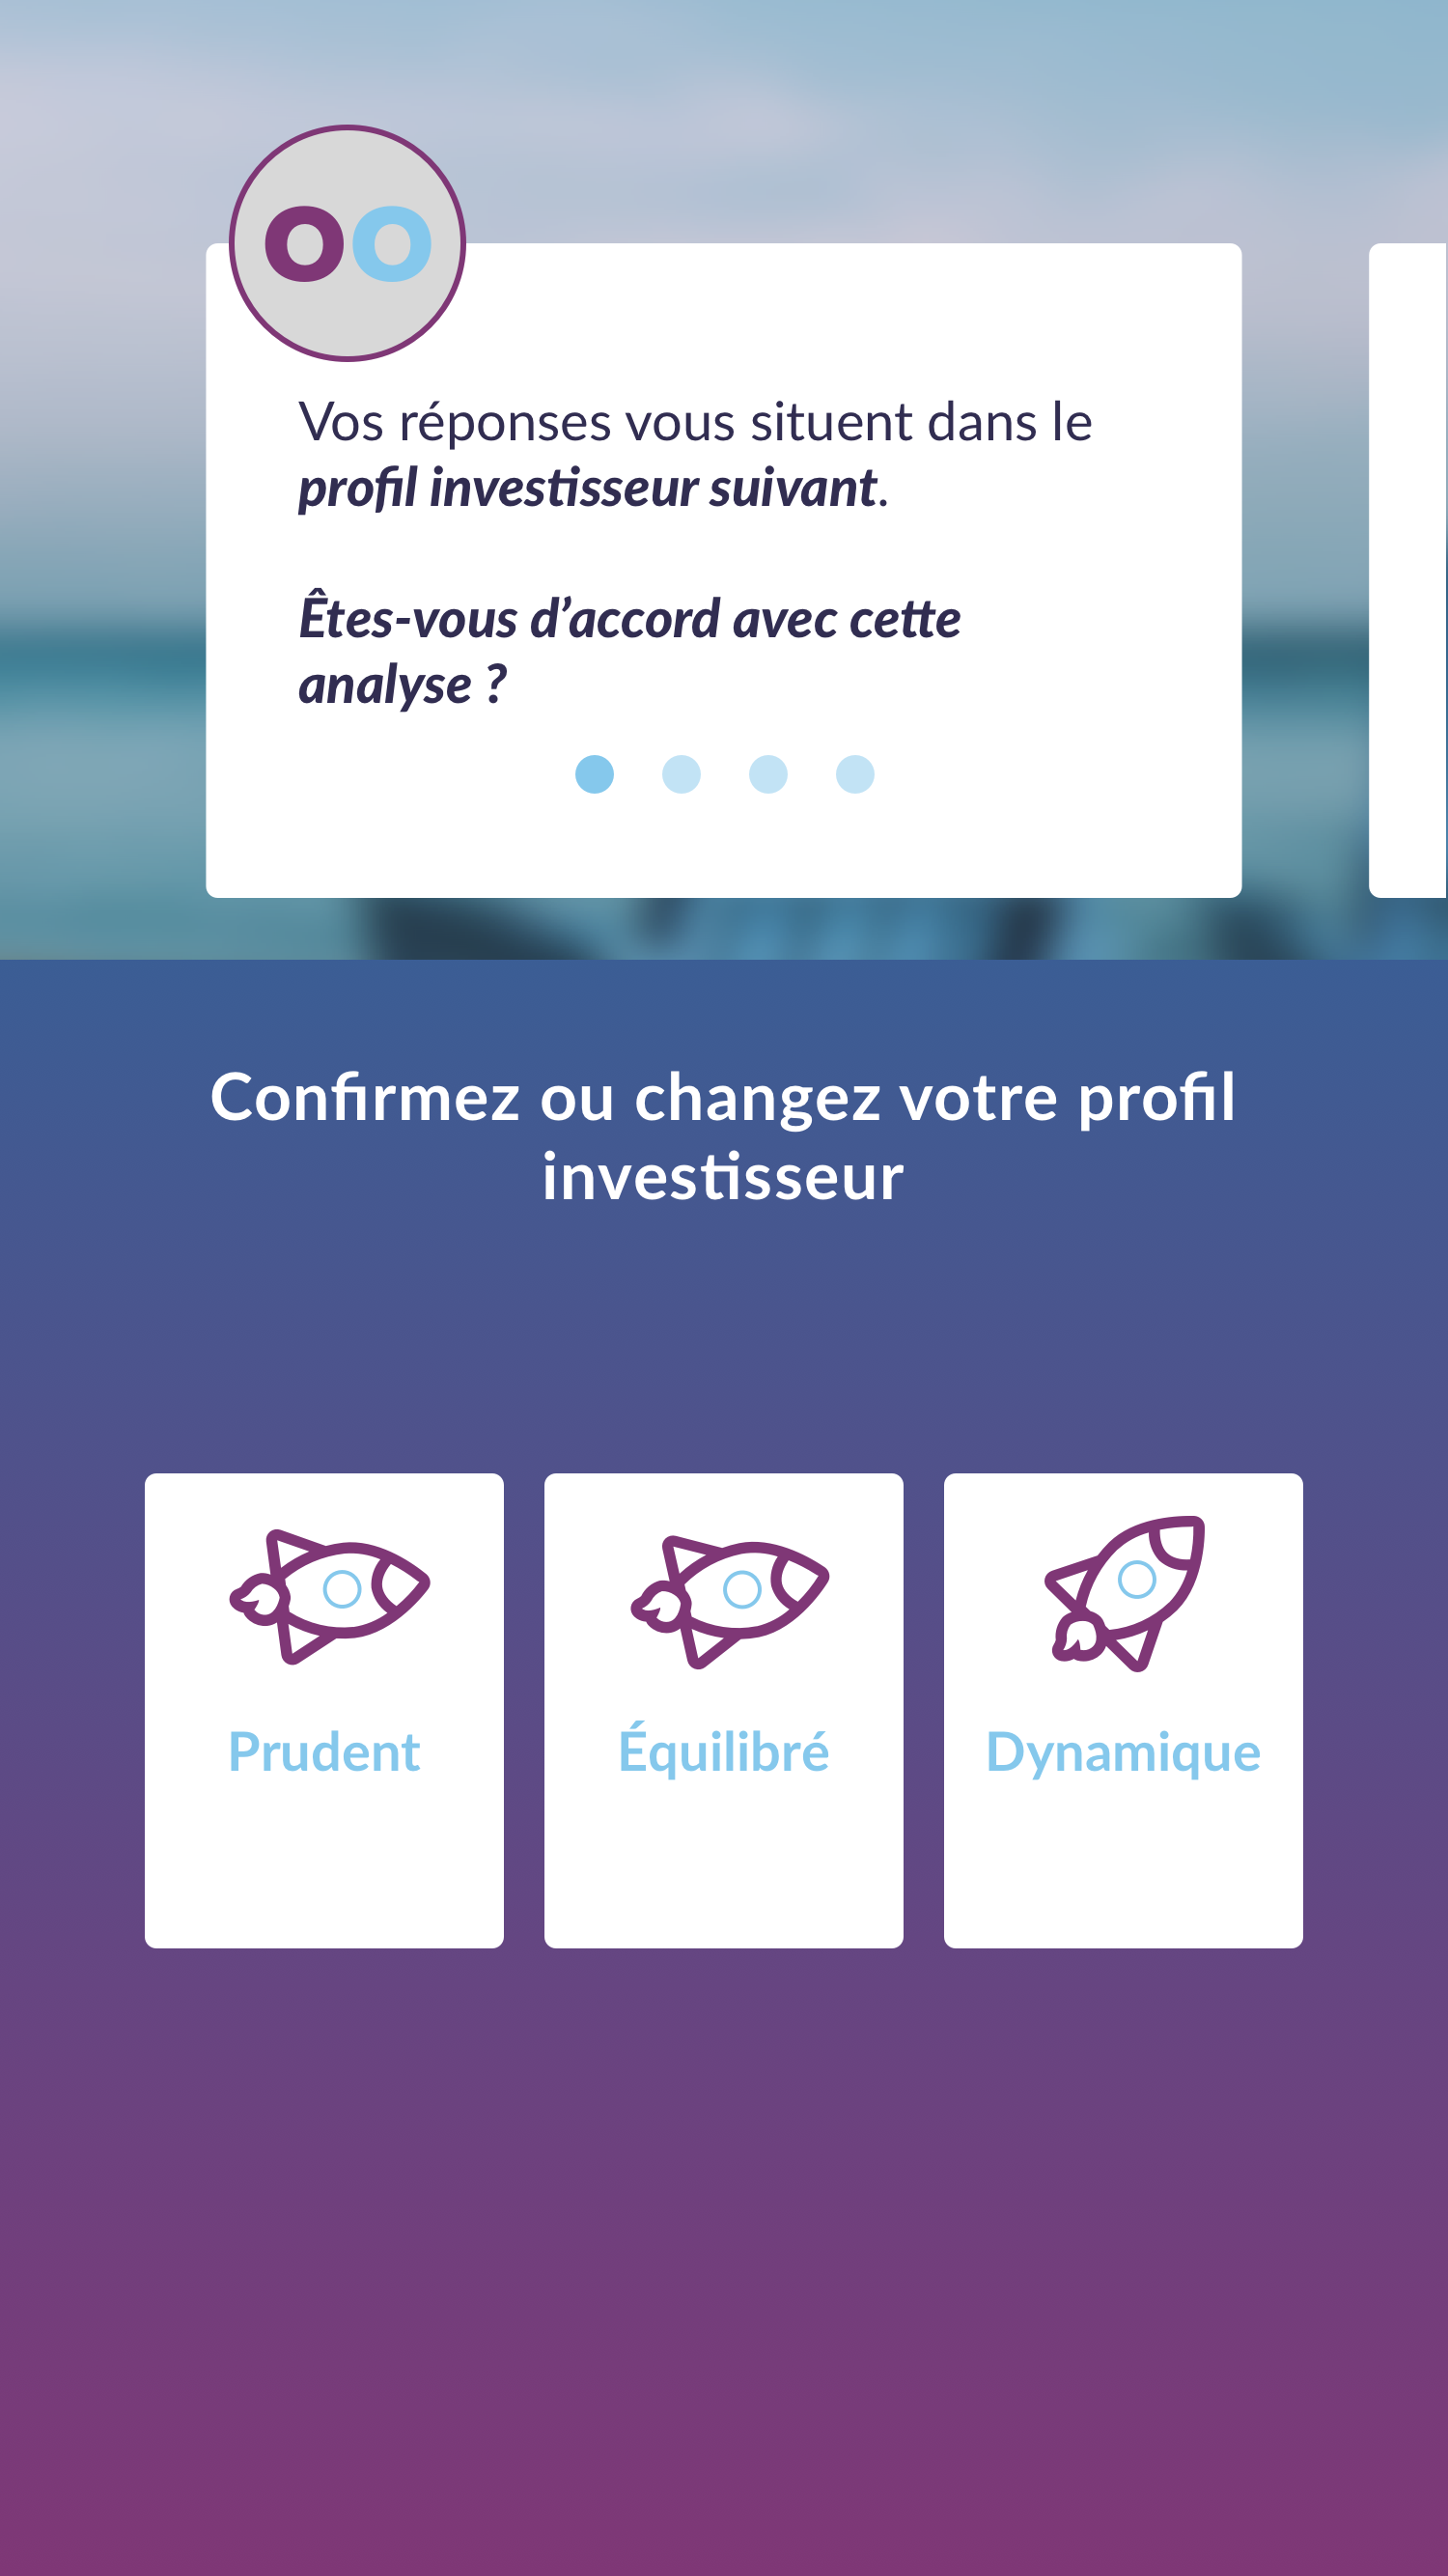 oo
Vos réponses vous situent dans le
profil investisseur suivant.
Êtes-vous d’accord avec cette
analyse ?
Confirmez ou changez votre profil
investisseur
Prudent
Équilibré
Dynamique